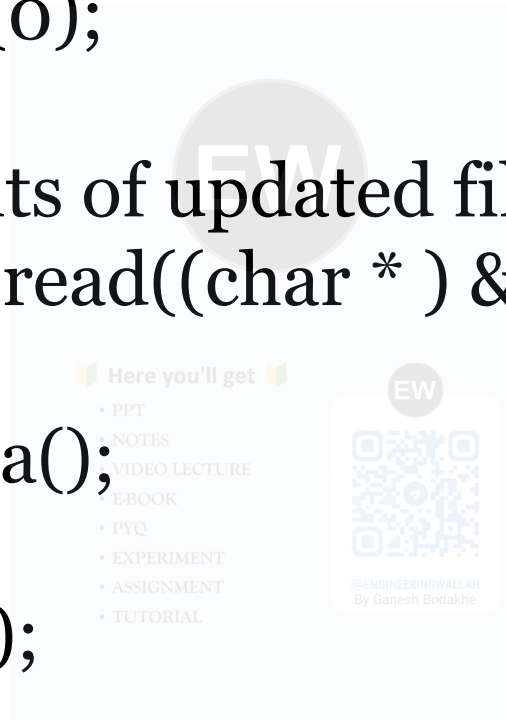 (o);
EW
ts of updated fil
read((char * ) &
Here you'll get
• PPT
• NOTES
• VIDEO LECTURE
• E-BOOK
• PYQ
• EXPERIMENT
• ASSIGNMENT
• TUTORIAL
EW
@ENGINEERINGWALLAH
By Ganesh Bodakhe
a();
);